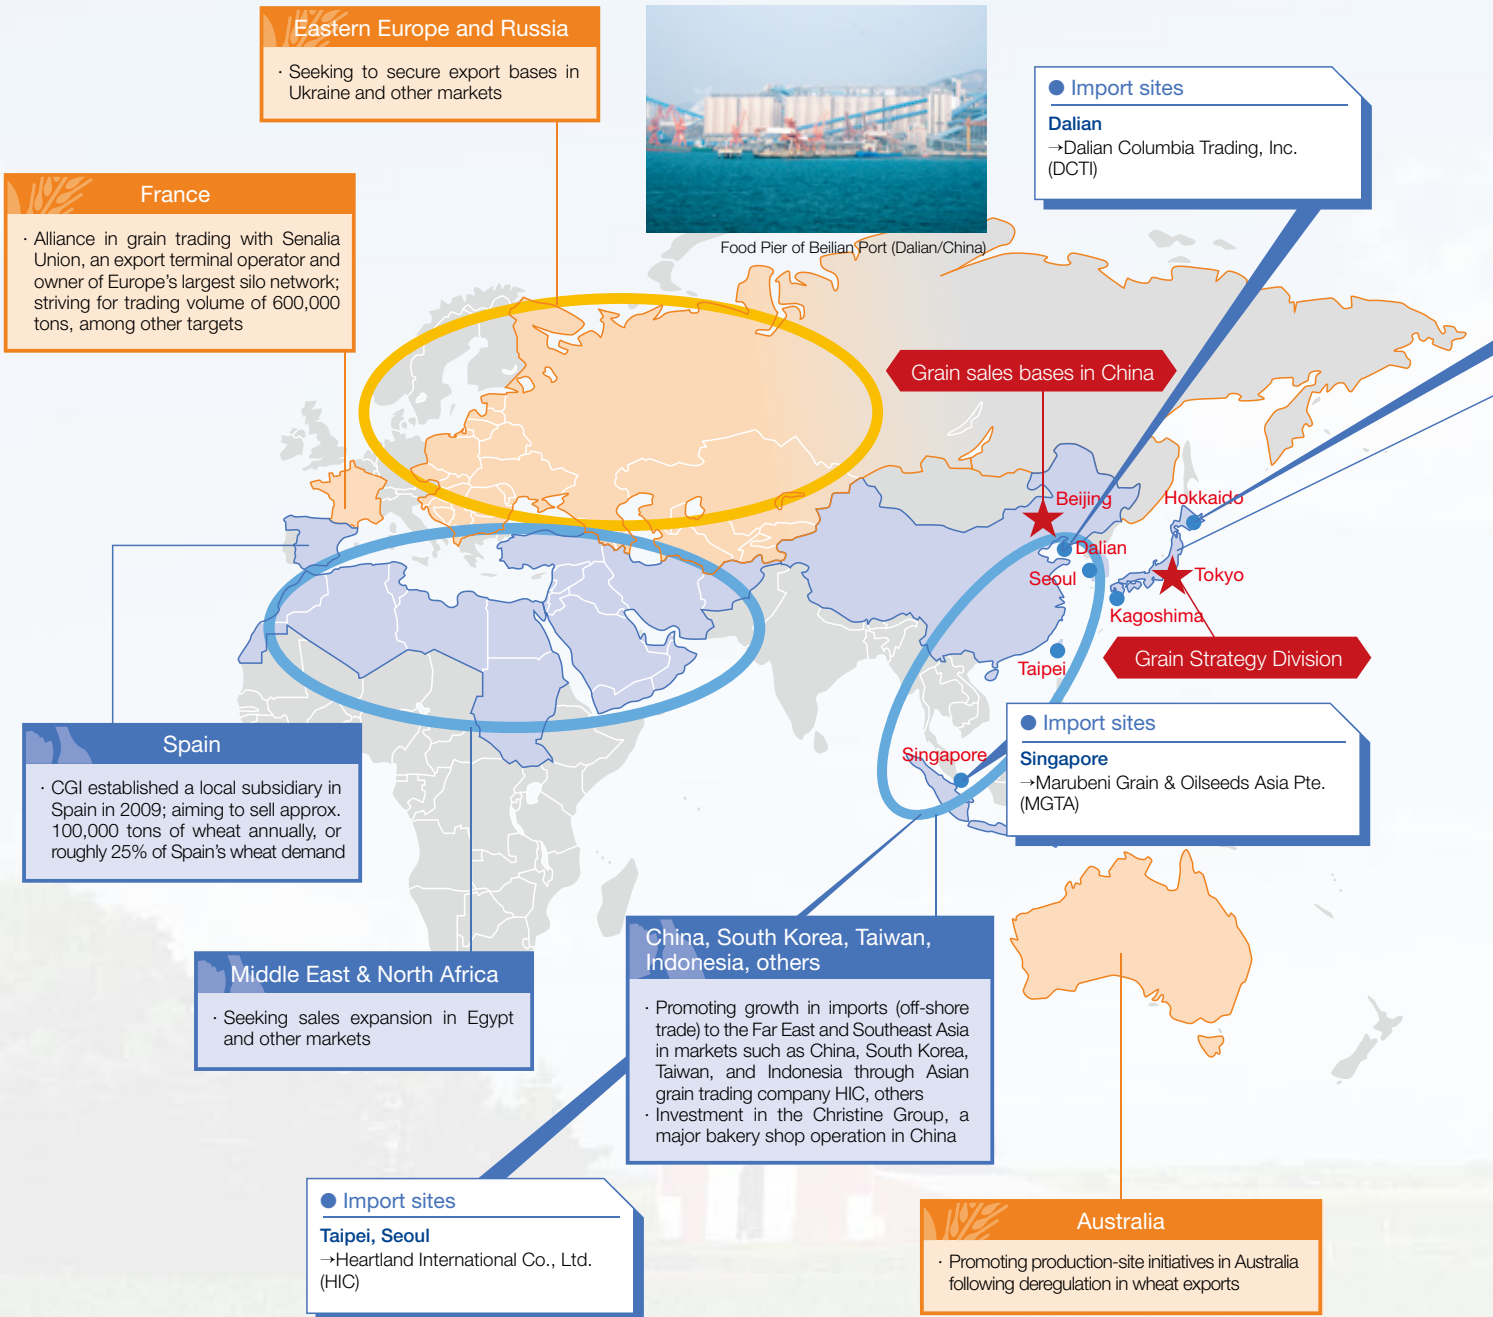 Eastern Europe and Russia
· Seeking to secure export bases in
Ukraine and other markets
Food Pier of Beilian Port (Dalian/China)
● Import sites
Dalian
→Dalian Columbia Trading, Inc.
(DCTI)
France
· Alliance in grain trading with Senalia
Union, an export terminal operator and
owner of Europe's largest silo network;
striving for trading volume of 600,000
tons, among other targets
Grain sales bases in China
Beijing
Hokkaido
Dalian
Seoul
Tokyo
Kagoshima
Taipei
Grain Strategy Division
Singapore
● Import sites
Singapore
→Marubeni Grain & Oilseeds Asia Pte.
(MGTA)
Spain
· CGI established a local subsidiary in
Spain in 2009; aiming to sell approx.
100,000 tons of wheat annually, or
roughly 25% of Spain's wheat demand
Middle East & North Africa
· Seeking sales expansion in Egypt
and other markets
China, South Korea, Taiwan,
Indonesia, others
· Promoting growth in imports (off-shore
trade) to the Far East and Southeast Asia
in markets such as China, South Korea,
Taiwan, and Indonesia through Asian
grain trading company HIC, others
· Investment in the Christine Group, a
major bakery shop operation in China
● Import sites
Taipei, Seoul
→Heartland International Co., Ltd.
(HIC)
Australia
· Promoting production-site initiatives in Australia
following deregulation in wheat exports